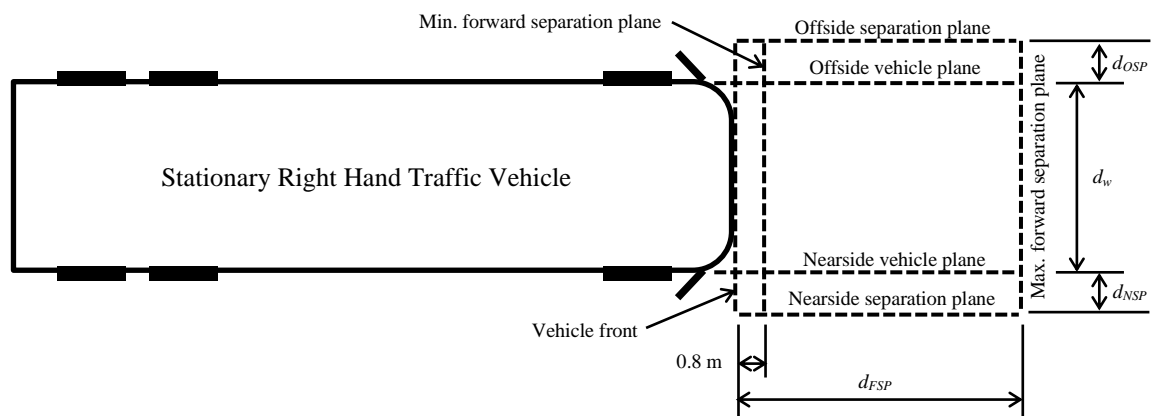 Min. forward separation plane
Offside separation plane
Offside vehicle plane
d_OSP
Max. forward separation plane
Stationary Right Hand Traffic Vehicle
d_w
Nearside vehicle plane
Nearside separation plane
d_NSP
Vehicle front
0.8 m
d_FSP